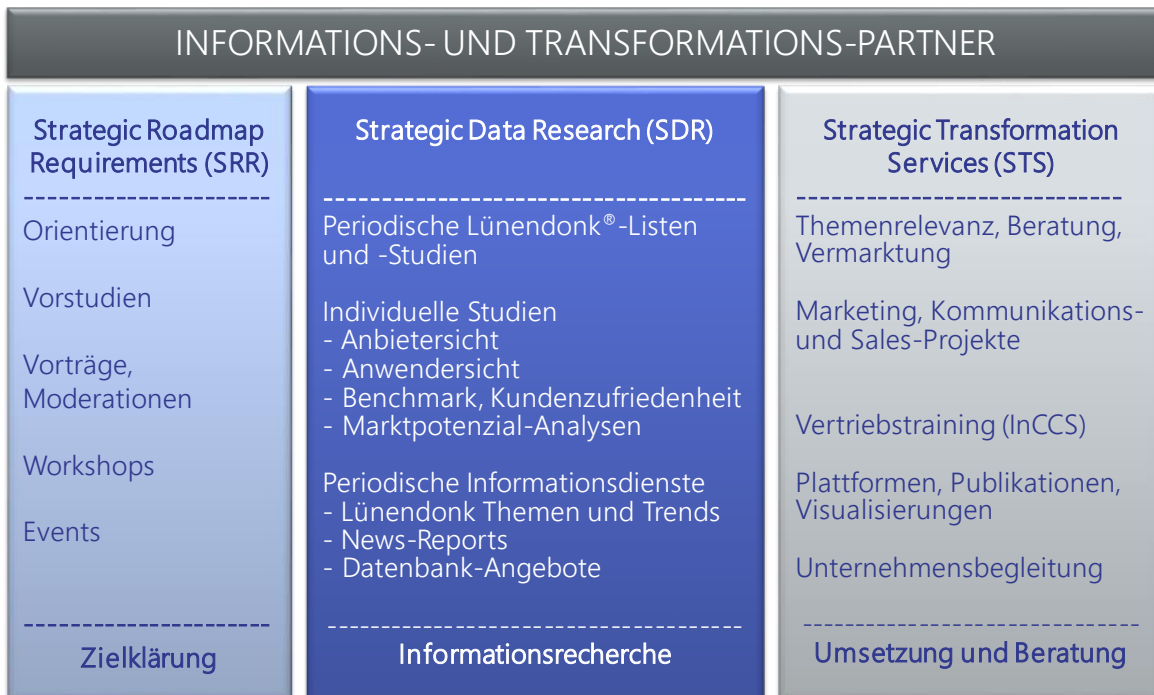 INFORMATIONS- UND TRANSFORMATIONS-PARTNER
Strategic Roadmap
Requirements (SRR)
Orientierung
Vorstudien
Vorträge,
Moderationen
Workshops
Events
Zielklärung
Strategic Data Research (SDR)
Periodische Lünendonk®-Listen
und -Studien
Individuelle Studien
- Anbietersicht
- Anwendersicht
- Benchmark, Kundenzufriedenheit
- Marktpotenzial-Analysen
Periodische Informationsdienste
- Lünendonk Themen und Trends
- News-Reports
- Datenbank-Angebote
Informationsrecherche
Strategic Transformation
Services (STS)
Themenrelevanz, Beratung,
Vermarktung
Marketing, Kommunikations-
und Sales-Projekte
Vertriebstraining (InCCS)
Plattformen, Publikationen,
Visualisierungen
Unternehmensbegleitung
Umsetzung und Beratung